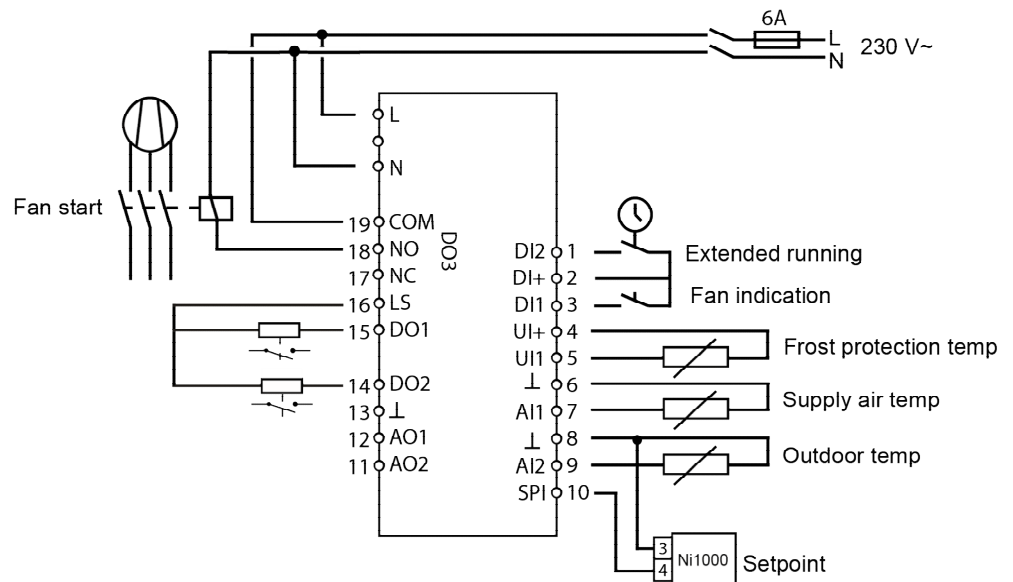 6A
L
N
230 V~
L
N
Fan start
19 COM
18 NO
17 NC
DO3
16 LS
15 DO1
14 DO2
13 ⊥
12 AO1
11 AO2
DI2 1
DI+ 2
DI1 3
UI+ 4
UI1 5
⊥ 6
AI1 7
⊥ 8
AI2 9
SPI 10
Extended running
Fan indication
Frost protection temp
Supply air temp
Outdoor temp
3
4
Ni1000
Setpoint